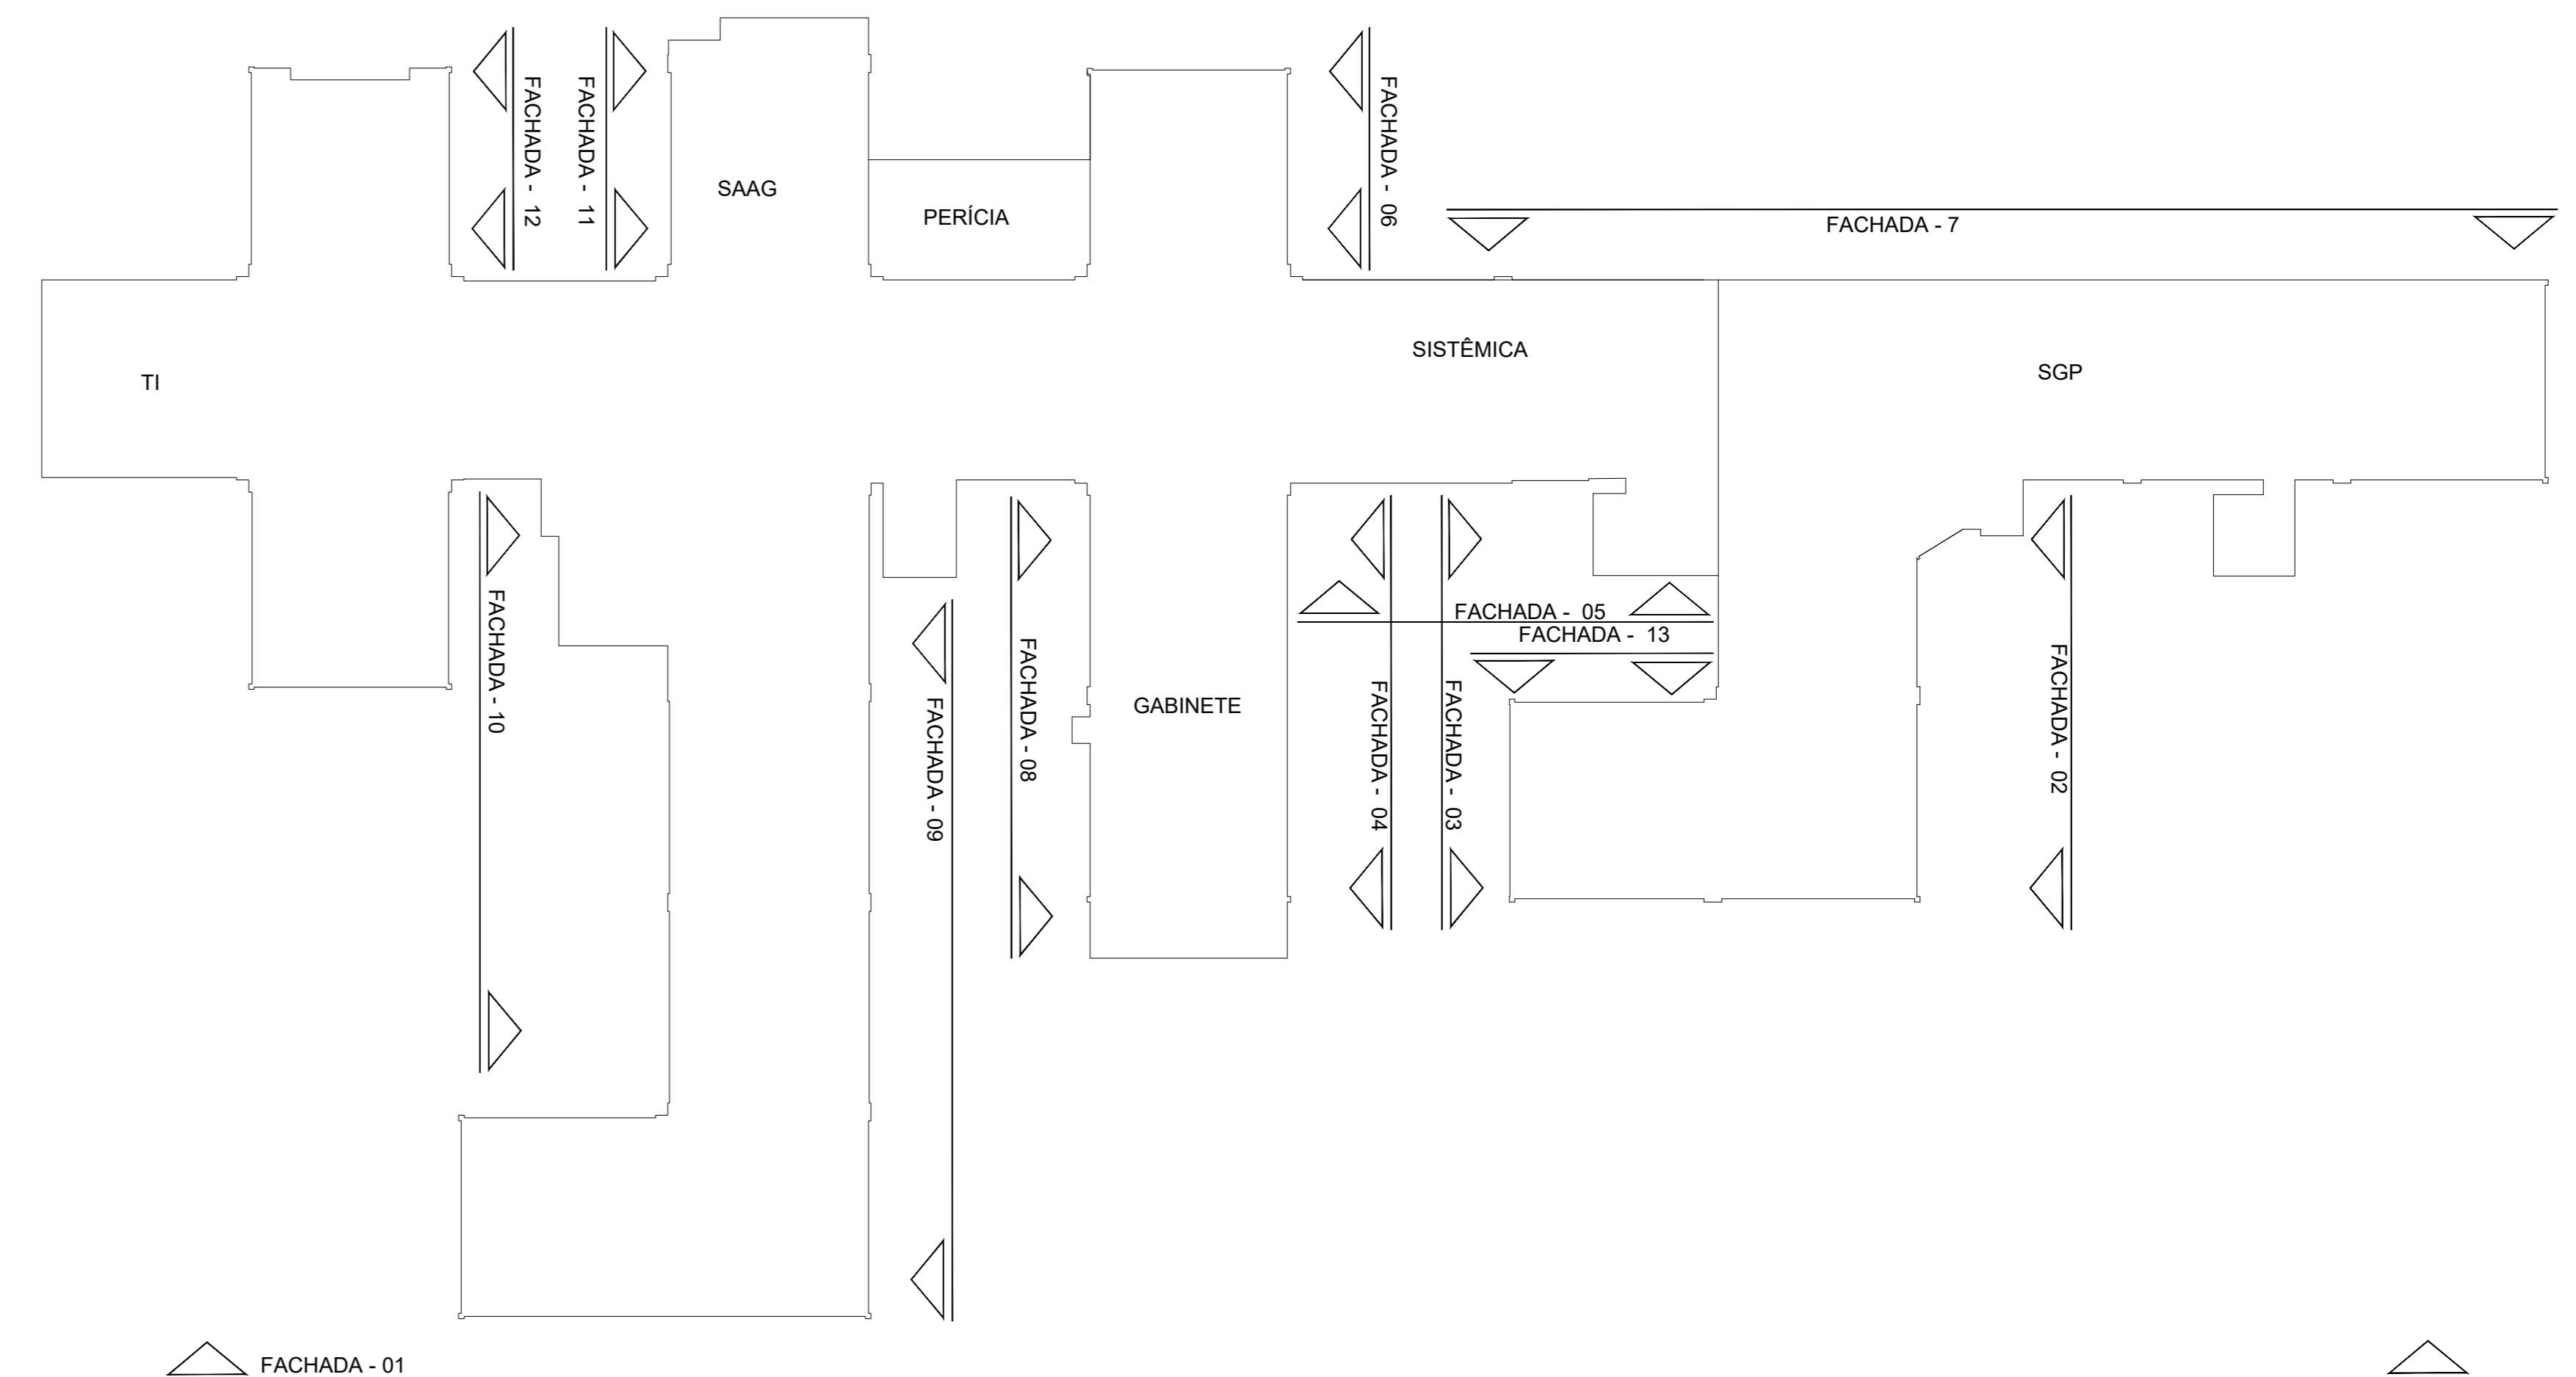 FACHADA - 12
FACHADA - 11
FACHADA - 06
SAAG
PERÍCIA
FACHADA - 7
SISTÊMICA
SGP
TI
FACHADA - 10
FACHADA - 05
FACHADA - 13
FACHADA - 08
FACHADA - 02
FACHADA - 04
FACHADA - 03
FACHADA - 09
GABINETE
FACHADA - 01